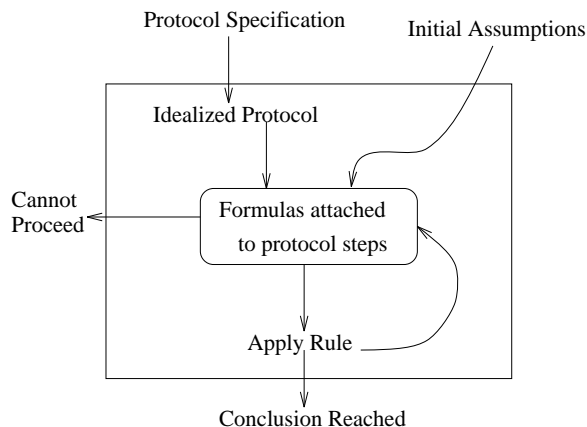 Protocol Specification
Initial Assumptions
Idealized Protocol
Cannot
Proceed
Formulas attached
to protocol steps
Apply Rule
Conclusion Reached